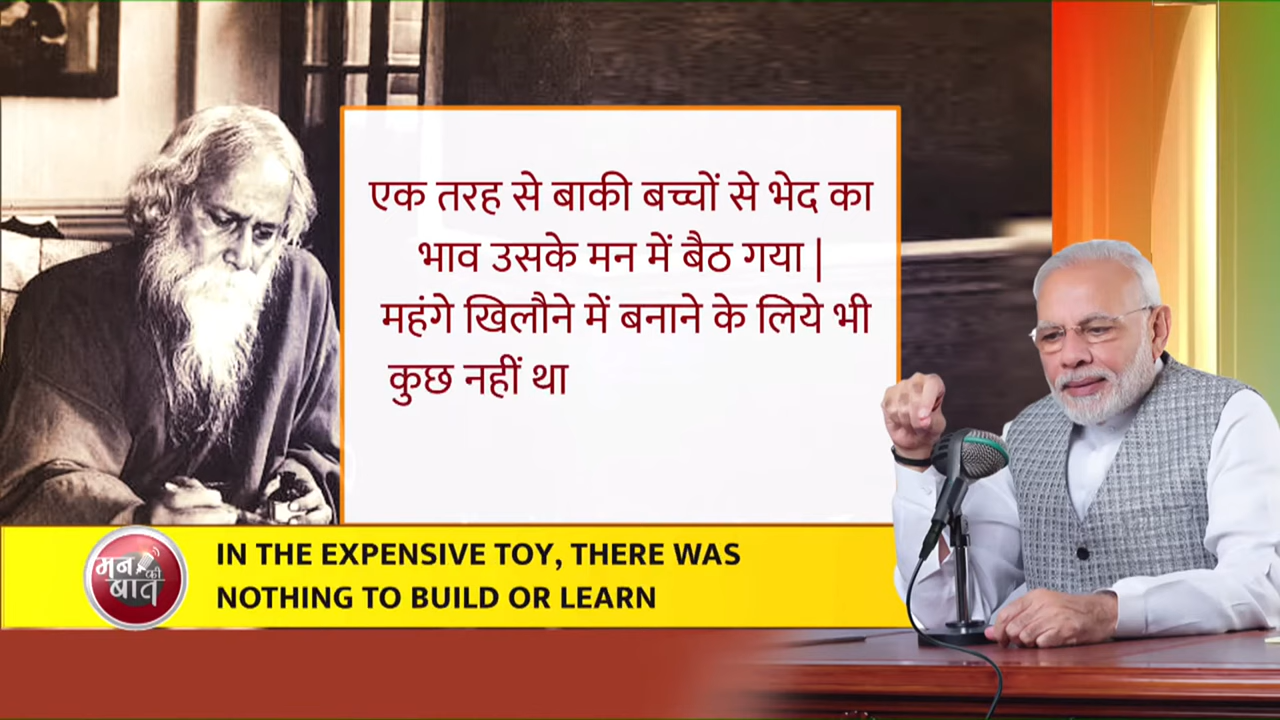 एक तरह से बाकी बच्चों से भेद का
भाव उसके मन में बैठ गया |
महंगे खिलौने में बनाने के लिये भी
कुछ नहीं था
मन
की
बात
IN THE EXPENSIVE TOY, THERE WAS
NOTHING TO BUILD OR LEARN